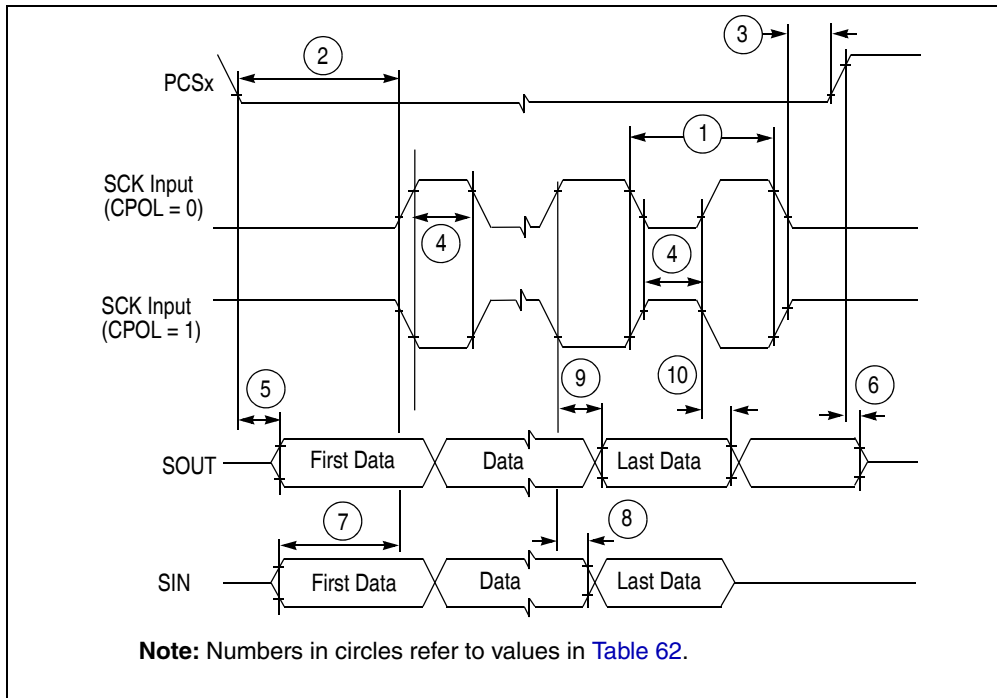 3
2
PCSx
1
SCK Input
(CPOL = 0)
4
4
SCK Input
(CPOL = 1)
9
10
5
6
SOUT
First Data
Data
Last Data
7
8
SIN
First Data
Data
Last Data
Note: Numbers in circles refer to values in Table 62.